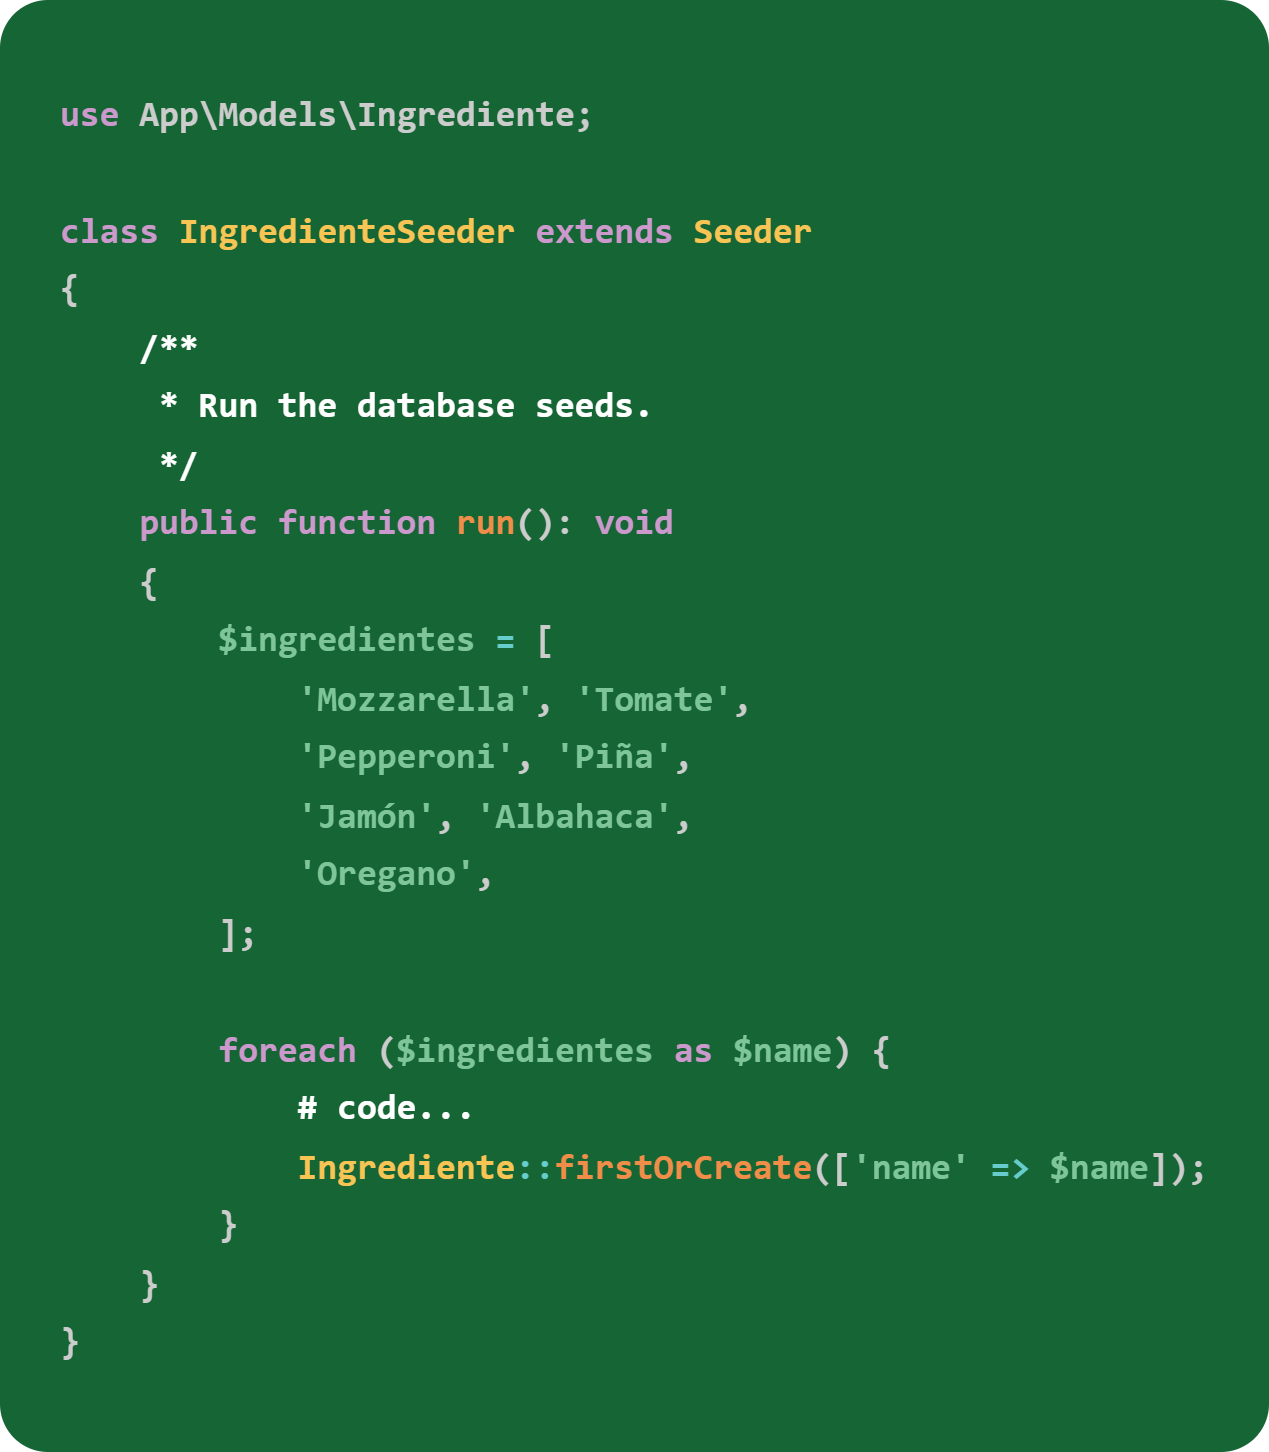 use App\Models\Ingrediente;
class IngredienteSeeder extends Seeder
{
    /**
     * Run the database seeds.
     */
    public function run(): void
    {
        $ingredientes = [
            'Mozzarella', 'Tomate',
            'Pepperoni', 'Piña',
            'Jamón', 'Albahaca',
            'Oregano',
        ];
        foreach ($ingredientes as $name) {
            # code...
            Ingrediente::firstOrCreate(['name' => $name]);
        }
    }
}